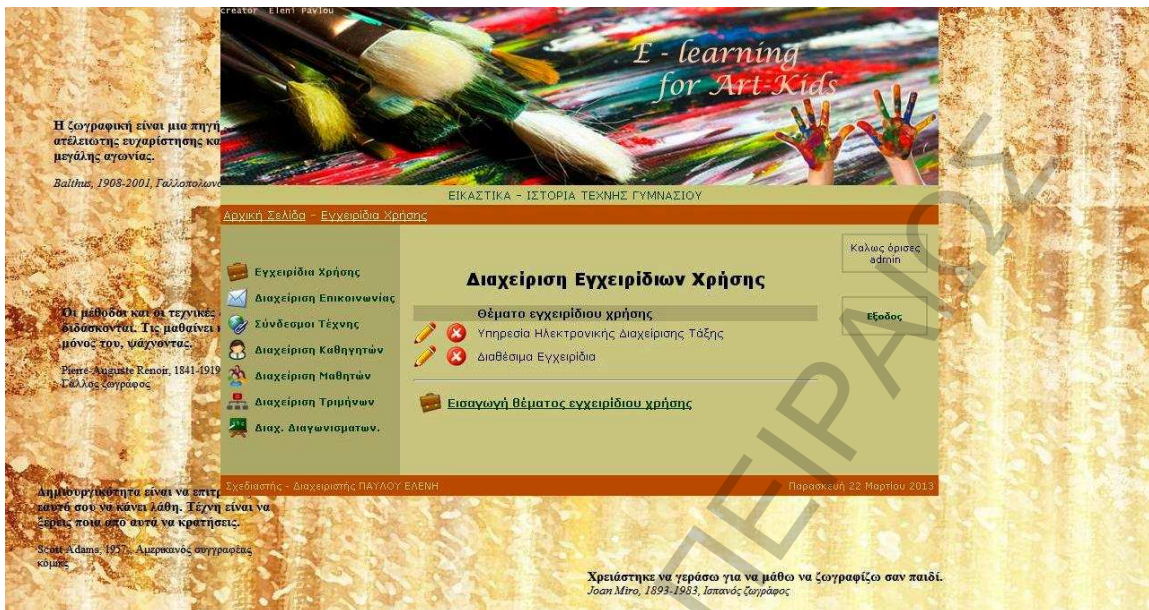 creator Eleni Pavlou
E - learning
for Art-Kids
Η ζωγραφική είναι μια πηγή
ατέλειωτης ευχαρίστησης κα
μεγάλης αγωνίας.
Balthus, 1908-2001, Γαλλοπολωνο
ΕΙΚΑΣΤΙΚΑ - ΙΣΤΟΡΙΑ ΤΕΧΝΗΣ ΓΥΜΝΑΣΙΟΥ
Αρχική Σελίδα - Εγχειρίδια Χρήσης
Καλως όρισες
admin
Εξοδος
Εγχειρίδια Χρήσης
Διαχείριση Επικοινωνίας
Σύνδεσμοι Τέχνης
Διαχείριση Καθηγητών
Διαχείριση Μαθητών
Διαχείριση Τμημάτων
Διαχ. Διαγωνισματων.
Διαχείριση Εγχειρίδιων Χρήσης
Θέματα εγχειρίδιου χρήσης
Υπηρεσία Ηλεκτρονικής Διαχείρισης Τάξης
Διαθέσιμα Εγχειρίδια
Εισαγωγή θέματος εγχειρίδιου χρήσης
Οι μέθοδοι και οι τεχνικές
διδάσκονται. Τις μαθαίνει
μόνος του, ψάχνοντας.
Pierre-Auguste Renoir, 1841-1919
Γάλλος ζωγράφος
Σχεδιαστής - Διαχειριστής ΠΑΥΛΟΥ ΕΛΕΝΗ
Παρασκευή 22 Μαρτίου 2013
Δημιουργικότητα είναι να επιτρ
εαυτό σου να κάνει λάθη. Τέχνη είναι να
ξέρεις ποια από αυτά να κρατήσεις.
Scott Adams, 1957-, Αμερικανός συγγραφέας
κόμικς
Χρειάστηκε να γεράσω για να μάθω να ζωγραφίζω σαν παιδί.
Joan Miro, 1893-1983, Ισπανός ζωγράφος
ΠΕΙΡΑΙΩΣ